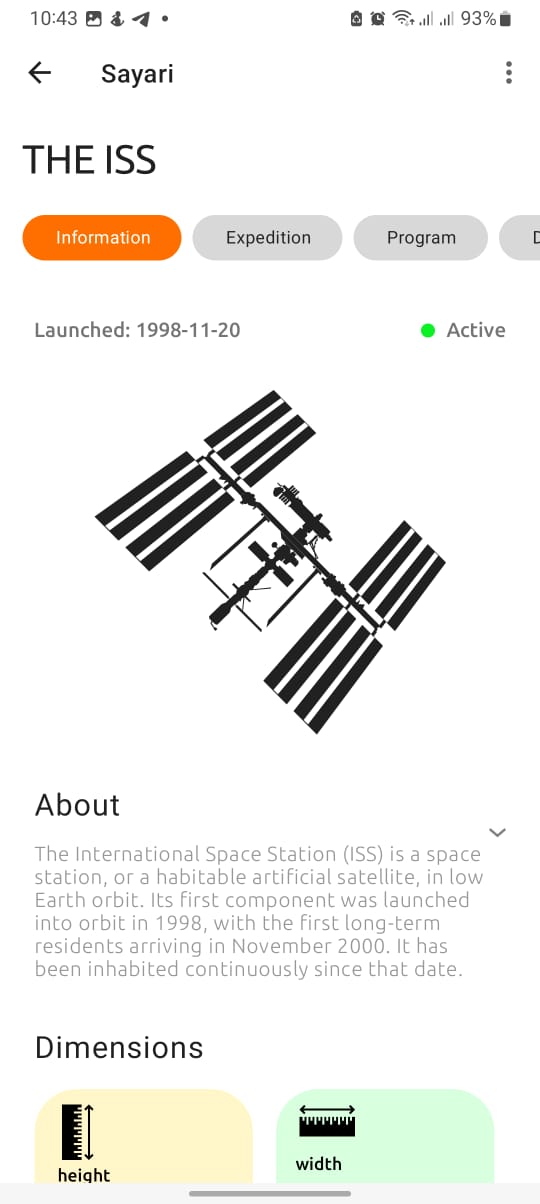 10:43 93%
Sayari
THE ISS
Information Expedition Program D
Launched: 1998-11-20 Active
About
The International Space Station (ISS) is a space
station, or a habitable artificial satellite, in low
Earth orbit. Its first component was launched
into orbit in 1998, with the first long-term
residents arriving in November 2000. It has
been inhabited continuously since that date.
Dimensions
height width